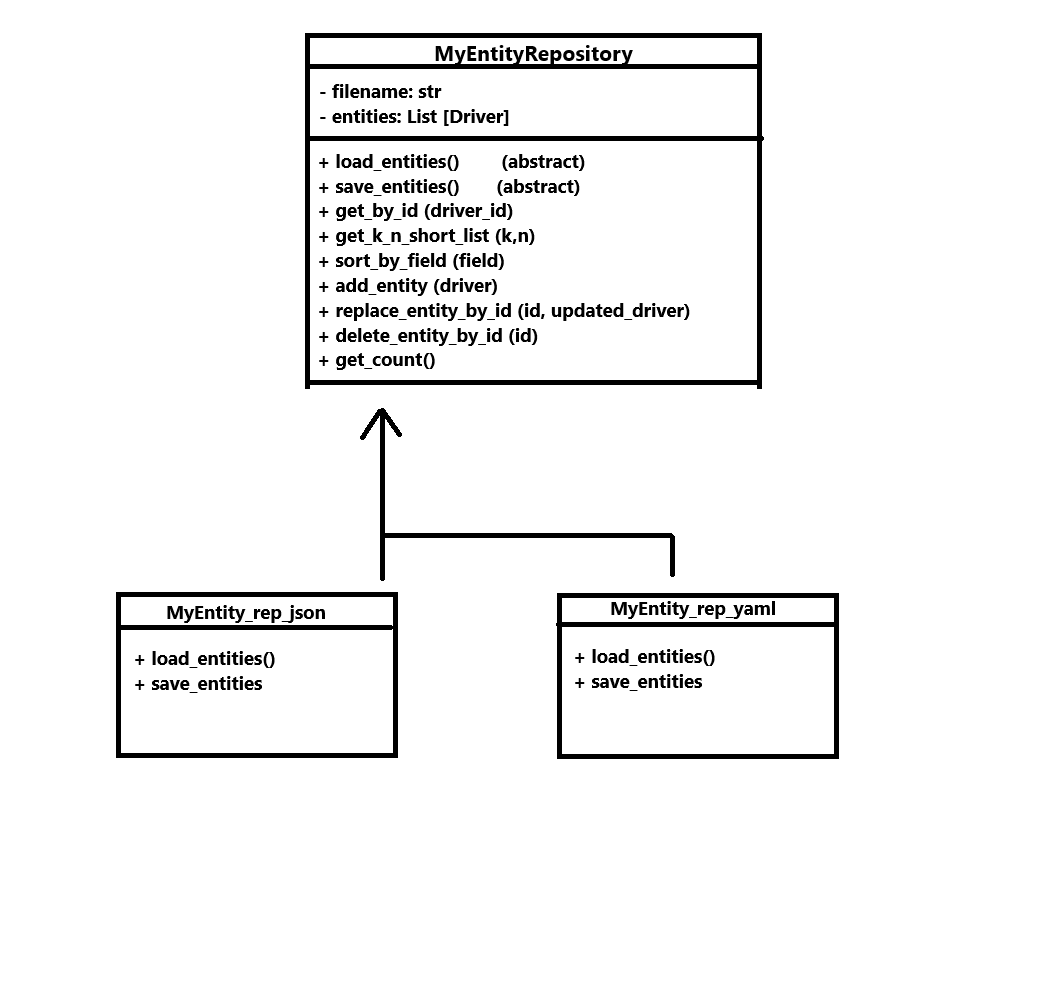 MyEntityRepository
- filename: str
- entities: List [Driver]
+ load_entities() (abstract)
+ save_entities() (abstract)
+ get_by_id (driver_id)
+ get_k_n_short_list (k,n)
+ sort_by_field (field)
+ add_entity (driver)
+ replace_entity_by_id (id, updated_driver)
+ delete_entity_by_id (id)
+ get_count()
MyEntity_rep_json
+ load_entities()
+ save_entities
MyEntity_rep_yaml
+ load_entities()
+ save_entities